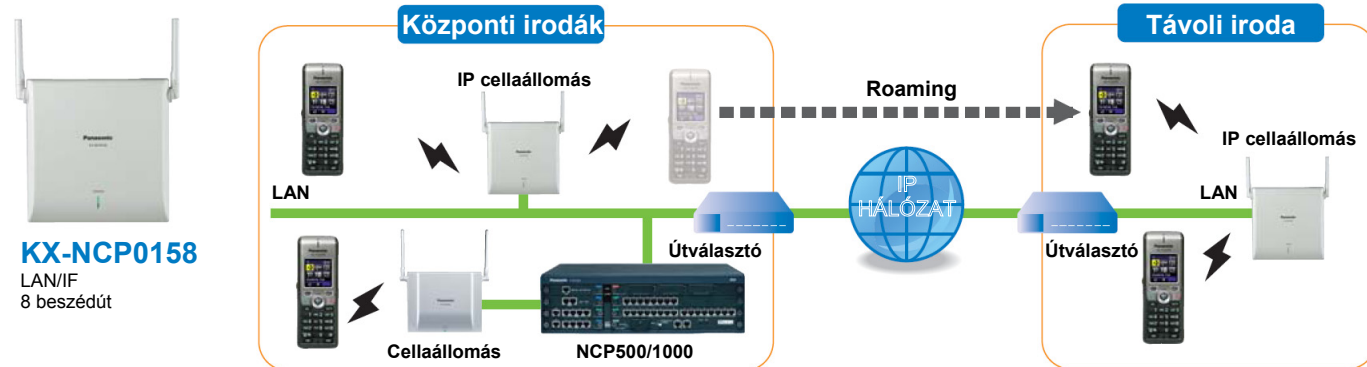 Központi irodák
Távoli iroda
Panasonic
IP cellaállomás
Roaming
IP cellaállomás
LAN
IP
HÁLÓZAT
LAN
KX-NCP0158
LAN/IF
8 beszédút
Útválasztó
Útválasztó
Cellaállomás
NCP500/1000